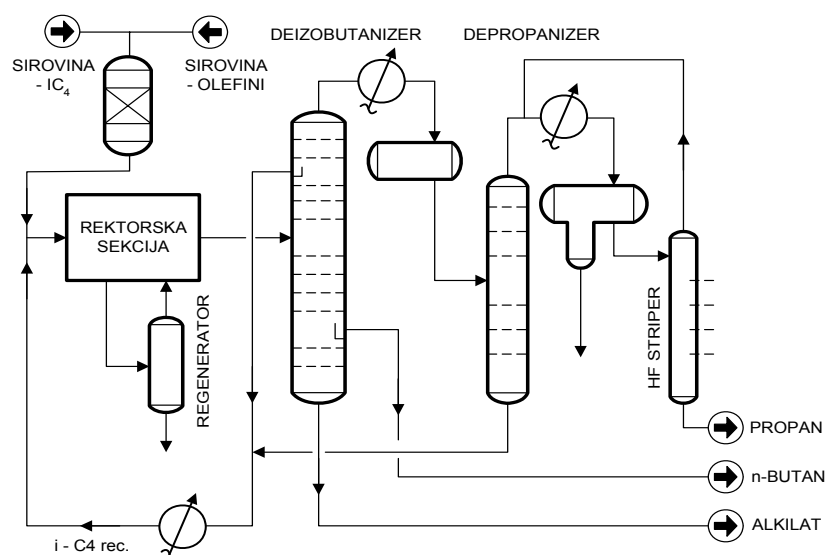 DEIZOBUTANIZER
DEPROPANIZER
SIROVINA
- IC4
SIROVINA
- OLEFINI
REKTORSKA
SEKCIJA
REGENERATOR
HF STRIPER
PROPAN
n-BUTAN
ALKILAT
i - C4 rec.